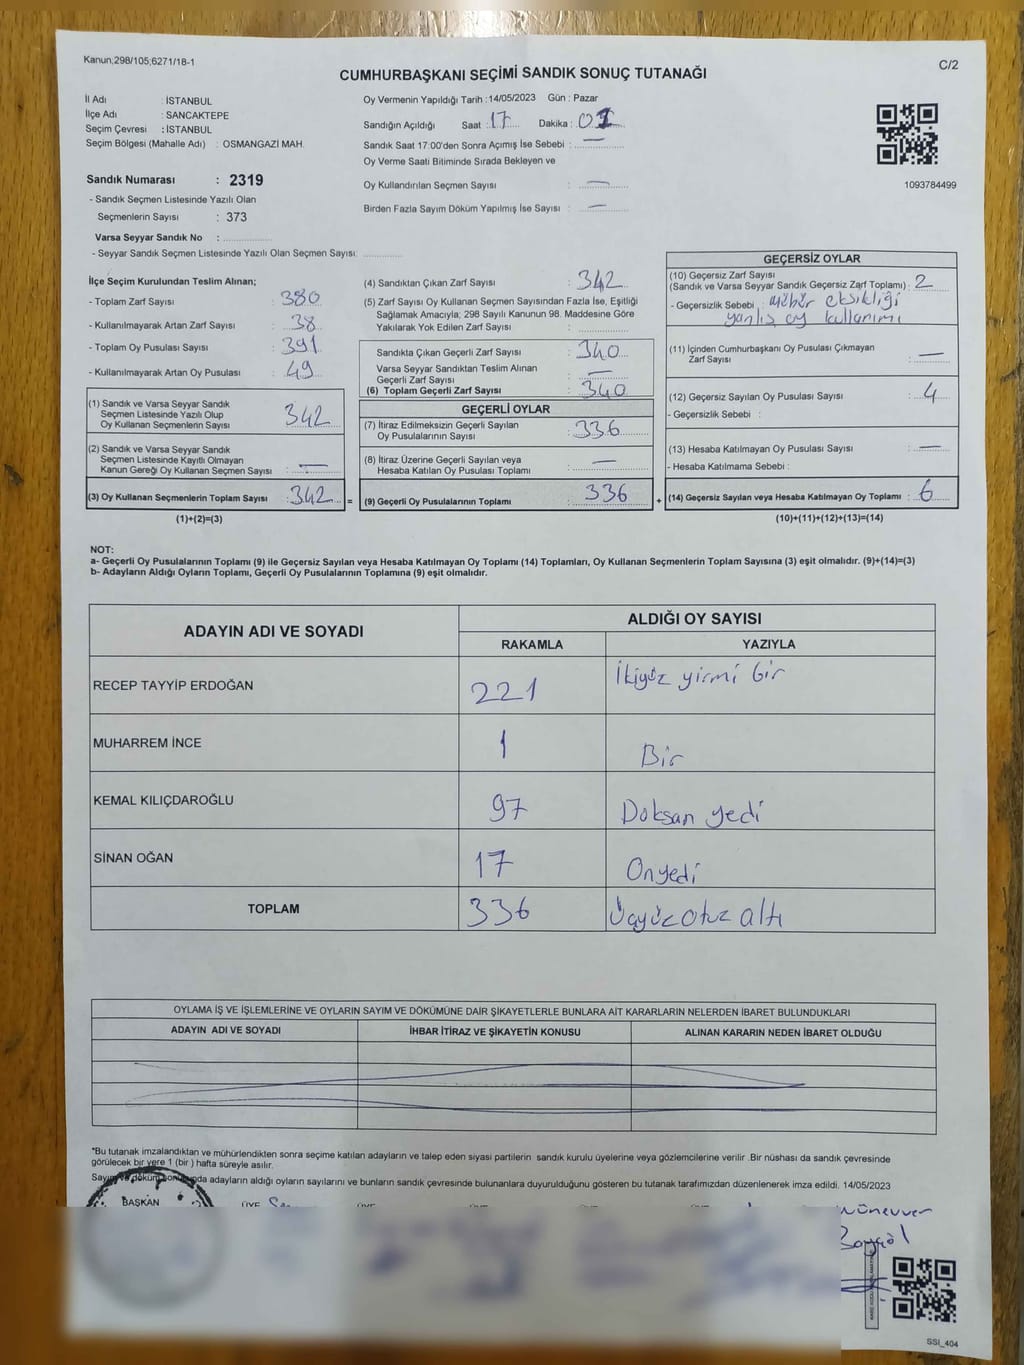 Kanun;298/105;6271/18-1
C/2
CUMHURBAŞKANI SEÇİMİ SANDIK SONUÇ TUTANAĞI
İl Adı : İSTANBUL
İlçe Adı : SANCAKTEPE
Seçim Çevresi : İSTANBUL
Seçim Bölgesi (Mahalle Adı) : OSMANGAZİ MAH.
Sandık Numarası : 2319
- Sandık Seçmen Listesinde Yazılı Olan
Seçmenlerin Sayısı : 373
Varsa Seyyar Sandık No :
- Seyyar Sandık Seçmen Listesinde Yazılı Olan Seçmen Sayısı:
Oy Vermenin Yapıldığı Tarih :14/05/2023 Gün : Pazar
Sandığın Açıldığı Saat : 17 Dakika : 01
Sandık Saat 17:00'den Sonra Açımış İse Sebebi : —
Oy Verme Saati Bitiminde Sırada Bekleyen ve
Oy Kullandırılan Seçmen Sayısı : —
Birden Fazla Sayım Döküm Yapılmış İse Sayısı : —
1093784499
İlçe Seçim Kurulundan Teslim Alınan;
- Toplam Zarf Sayısı : 380
- Kullanılmayarak Artan Zarf Sayısı : 38
- Toplam Oy Pusulası Sayısı : 391
- Kullanılmayarak Artan Oy Pusulası : 49
(1) Sandık ve Varsa Seyyar Sandık
Seçmen Listesinde Yazılı Olup
Oy Kullanan Seçmenlerin Sayısı : 342
(2) Sandık ve Varsa Seyyar Sandık
Seçmen Listesinde Kayıtlı Olmayan
Kanun Gereği Oy Kullanan Seçmen Sayısı : —
(3) Oy Kullanan Seçmenlerin Toplam Sayısı : 342 =
(1)+(2)=(3)
(4) Sandıktan Çıkan Zarf Sayısı : 342
(5) Zarf Sayısı Oy Kullanan Seçmen Sayısından Fazla İse, Eşitliği
Sağlamak Amacıyla; 298 Sayılı Kanunun 98. Maddesine Göre
Yakılarak Yok Edilen Zarf Sayısı :
Sandıkta Çıkan Geçerli Zarf Sayısı : 340
Varsa Seyyar Sandıktan Teslim Alınan
Geçerli Zarf Sayısı : —
(6) Toplam Geçerli Zarf Sayısı : 340
GEÇERLİ OYLAR
(7) İtiraz Edilmeksizin Geçerli Sayılan
Oy Pusulalarının Sayısı : 336
(8) İtiraz Üzerine Geçerli Sayılan veya
Hesaba Katılan Oy Pusulası Toplamı : —
(9) Geçerli Oy Pusulalarının Toplamı : 336 +
GEÇERSİZ OYLAR
(10) Geçersiz Zarf Sayısı
(Sandık ve Varsa Seyyar Sandık Geçersiz Zarf Toplamı) : 2
- Geçersizlik Sebebi : mühür eksikliği
yanlış oy kullanımı
(11) İçinden Cumhurbaşkanı Oy Pusulası Çıkmayan
Zarf Sayısı : —
(12) Geçersiz Sayılan Oy Pusulası Sayısı : 4
- Geçersizlik Sebebi :
(13) Hesaba Katılmayan Oy Pusulası Sayısı : —
- Hesaba Katılmama Sebebi :
(14) Geçersiz Sayılan veya Hesaba Katılmayan Oy Toplamı : 6
(10)+(11)+(12)+(13)=(14)
NOT:
a- Geçerli Oy Pusulalarının Toplamı (9) ile Geçersiz Sayılan veya Hesaba Katılmayan Oy Toplamı (14) Toplamları, Oy Kullanan Seçmenlerin Toplam Sayısına (3) eşit olmalıdır. (9)+(14)=(3)
b- Adayların Aldığı Oyların Toplamı, Geçerli Oy Pusulalarının Toplamına (9) eşit olmalıdır.
ADAYIN ADI VE SOYADI
ALDIĞI OY SAYISI
RAKAMLA YAZIYLA
RECEP TAYYİP ERDOĞAN 221 İkiyüz yirmi bir
MUHARREM İNCE 1 Bir
KEMAL KILIÇDAROĞLU 97 Doksan yedi
SİNAN OĞAN 17 Onyedi
TOPLAM 336 Üçyüz otuz altı
OYLAMA İŞ VE İŞLEMLERİNE VE OYLARIN SAYIM VE DÖKÜMÜNE DAİR ŞİKAYETLERLE BUNLARA AİT KARARLARIN NELERDEN İBARET BULUNDUKLARI
ADAYIN ADI VE SOYADI İHBAR İTİRAZ VE ŞİKAYETİN KONUSU ALINAN KARARIN NEDEN İBARET OLDUĞU
*Bu tutanak imzalandıktan ve mühürlendikten sonra seçime katılan adayların ve talep eden siyasi partilerin sandık kurulu üyelerine veya gözlemcilerine verilir .Bir nüshası da sandık çevresinde
görülecek bir yere 1 (bir ) hafta süreyle asılır.
Sayım ve döküm sonucunda adayların aldığı oyların sayılarını ve bunların sandık çevresinde bulunanlara duyurulduğunu gösteren bu tutanak tarafımızdan düzenlenerek imza edildi. 14/05/2023
BAŞKAN
Münevver
SSI_404